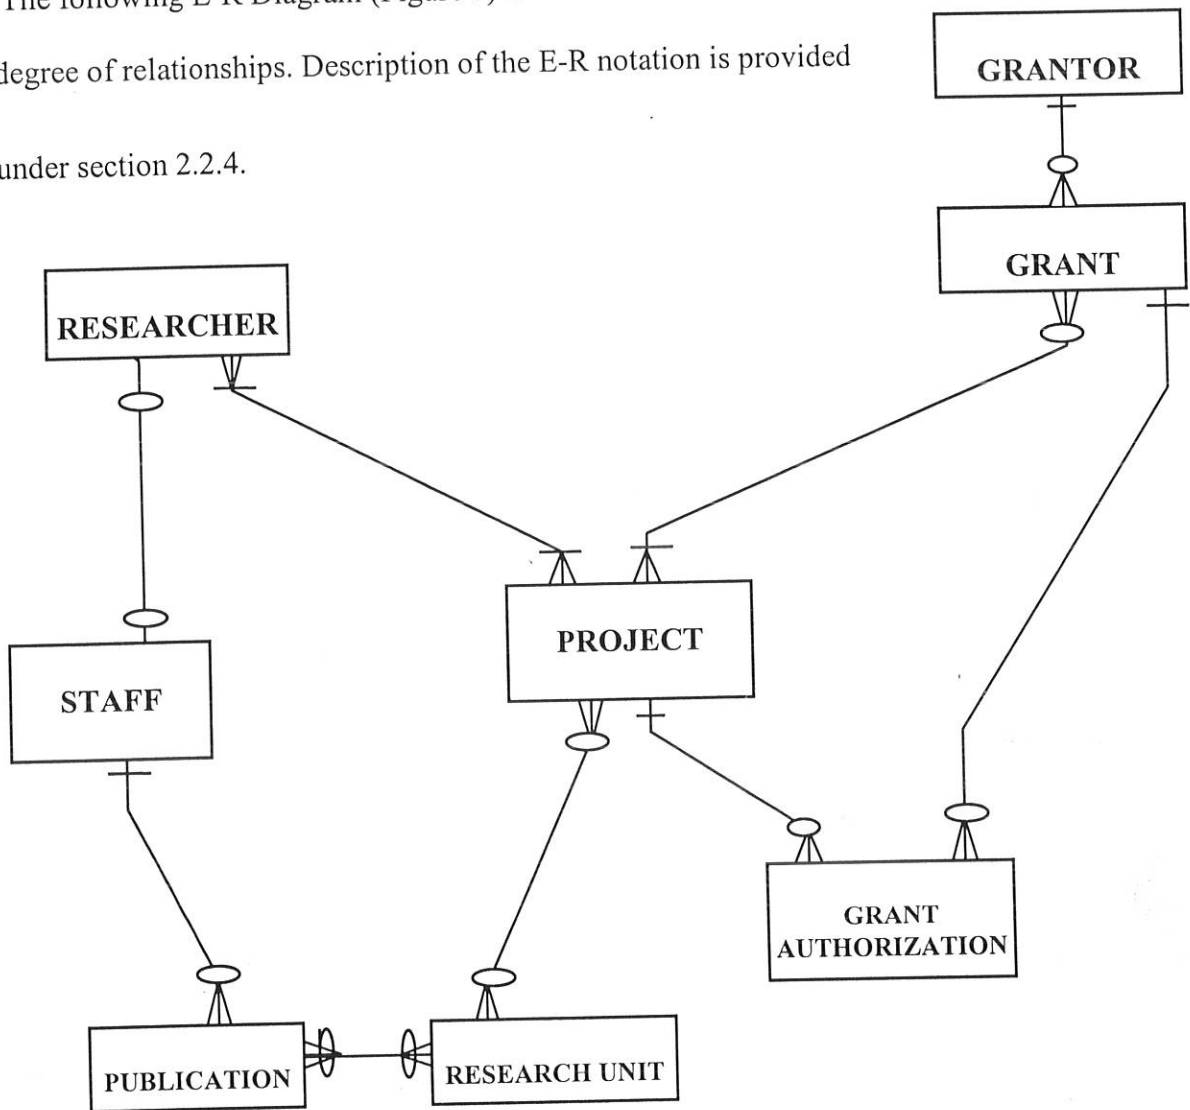 The following E-R Diagram (Figure
degree of relationships. Description of the E-R notation is provided
under section 2.2.4.
GRANTOR
GRANT
RESEARCHER
PROJECT
STAFF
GRANT
AUTHORIZATION
PUBLICATION
RESEARCH UNIT